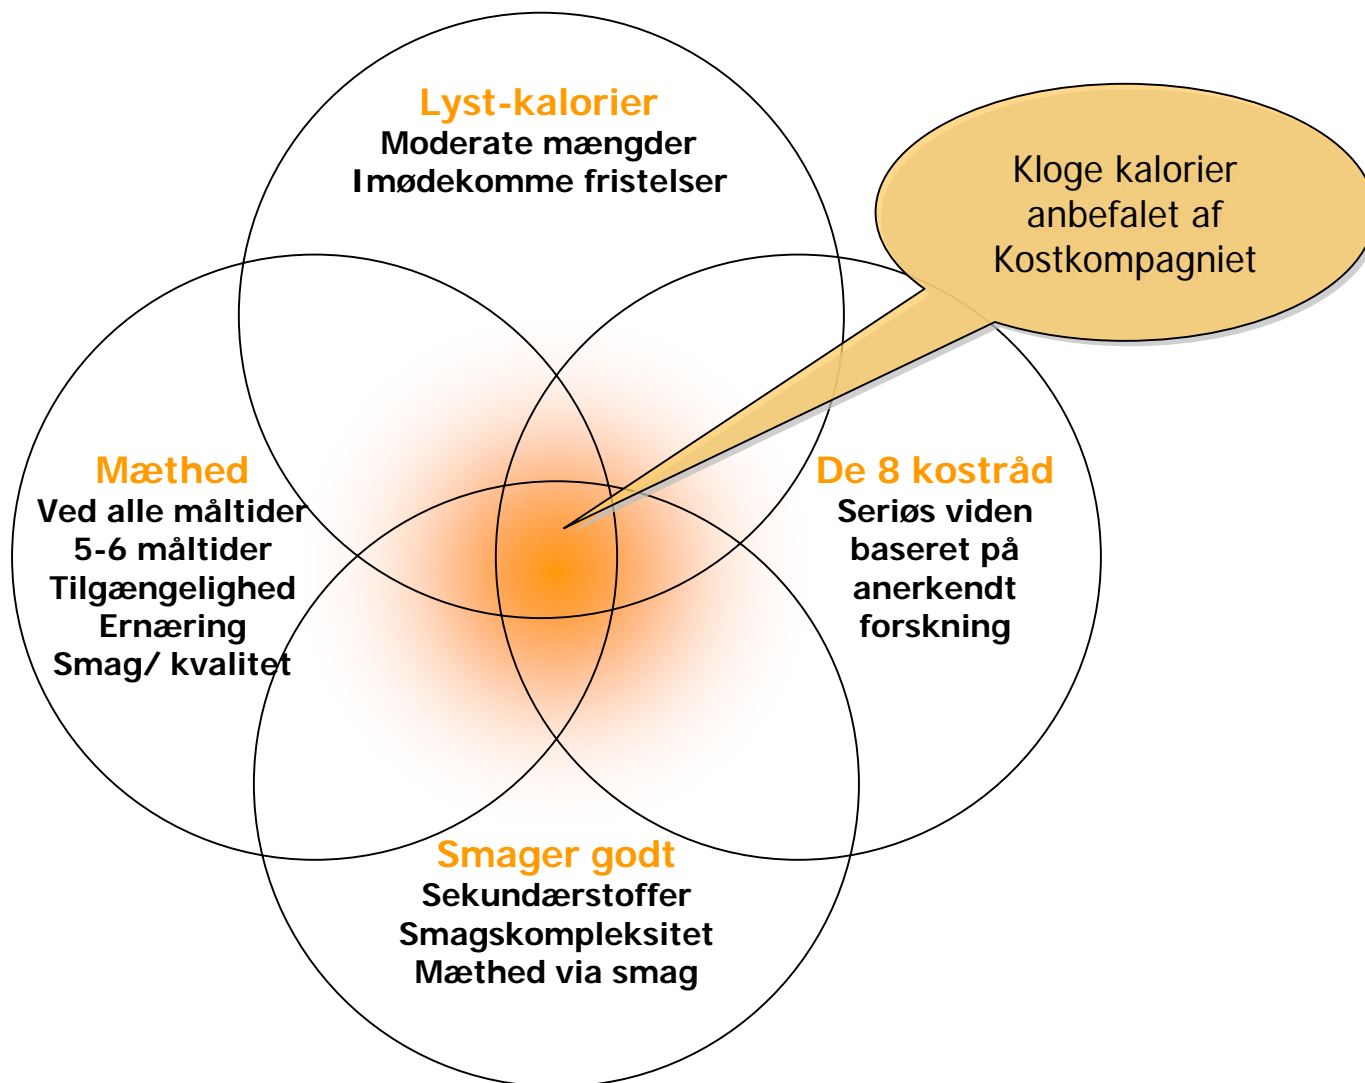 Lyst-kalorier
Moderate mængder
Imødekomme fristelser
Kloge kalorier
anbefalet af
Kostkompagniet
Mæthed
Ved alle måltider
5-6 måltider
Tilgængelighed
Ernæring
Smag/ kvalitet
De 8 kostråd
Seriøs viden
baseret på
anerkendt
forskning
Smager godt
Sekundærstoffer
Smagskompleksitet
Mæthed via smag